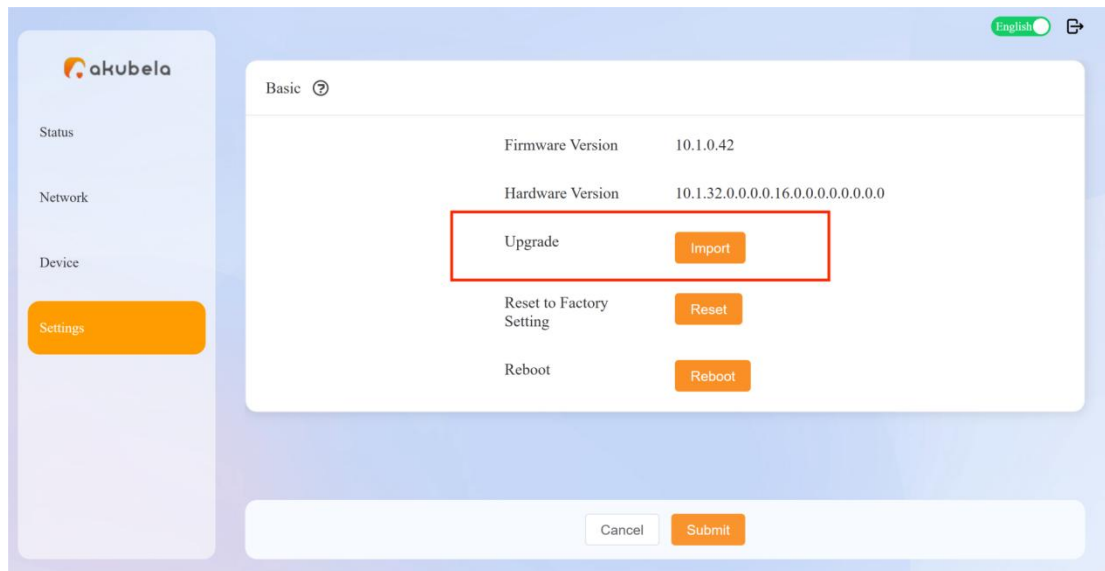 English
akubela
Status
Network
Device
Settings
Basic ?
Firmware Version 10.1.0.42
Hardware Version 10.1.32.0.0.0.0.16.0.0.0.0.0.0.0.0
Upgrade Import
Reset to Factory
Setting
Reset
Reboot Reboot
Cancel Submit